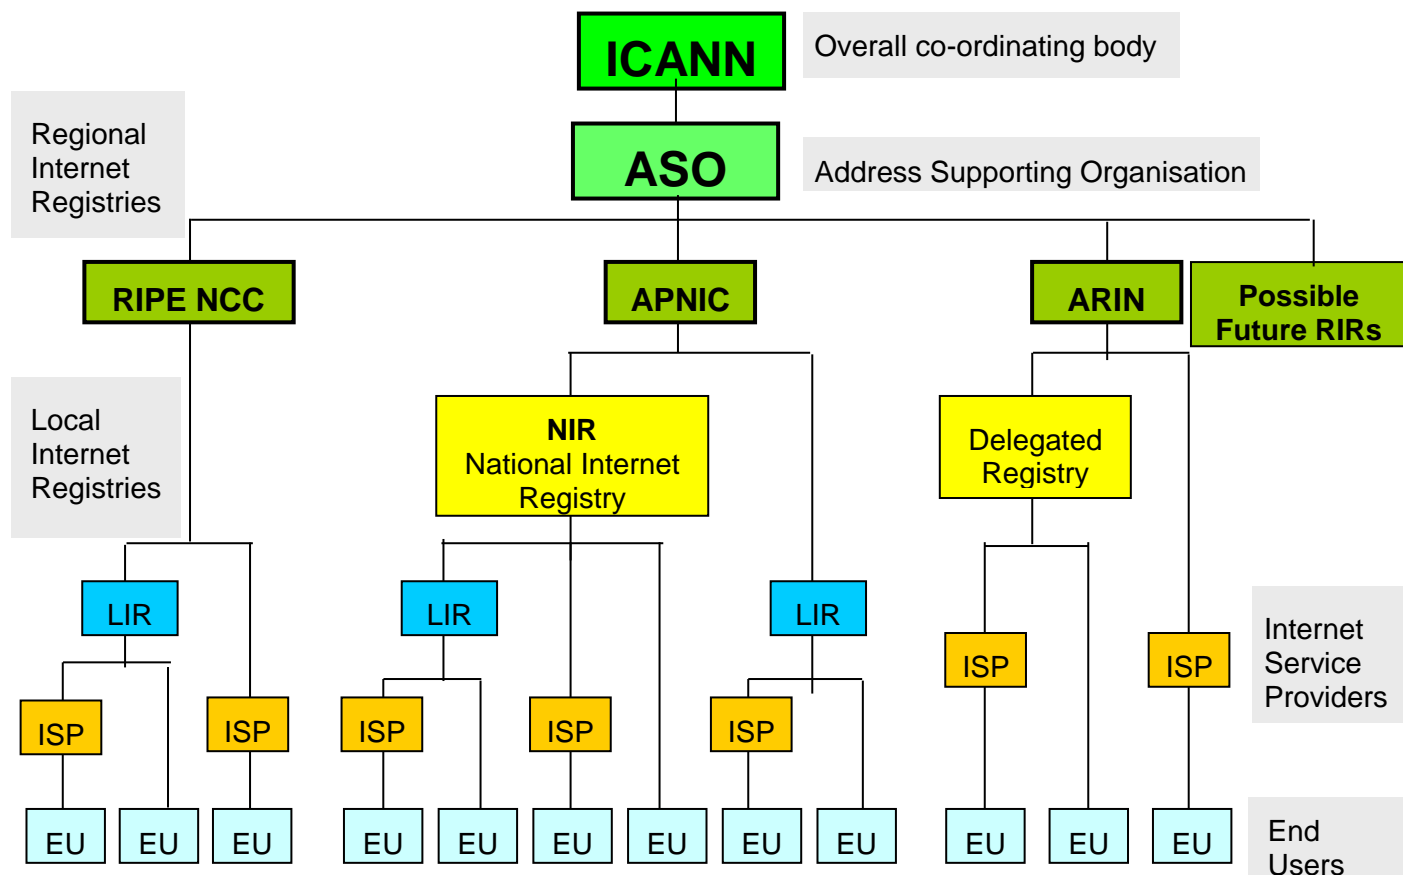 ICANN
Overall co-ordinating body
Regional
Internet
Registries
ASO
Address Supporting Organisation
RIPE NCC
APNIC
ARIN
Possible
Future RIRs
Local
Internet
Registries
NIR
National Internet
Registry
Delegated
Registry
LIR
LIR
LIR
ISP
ISP
Internet
Service
Providers
ISP
ISP
ISP
ISP
ISP
EU
EU
EU
EU
EU
EU
EU
EU
EU
EU
EU
EU
End
Users